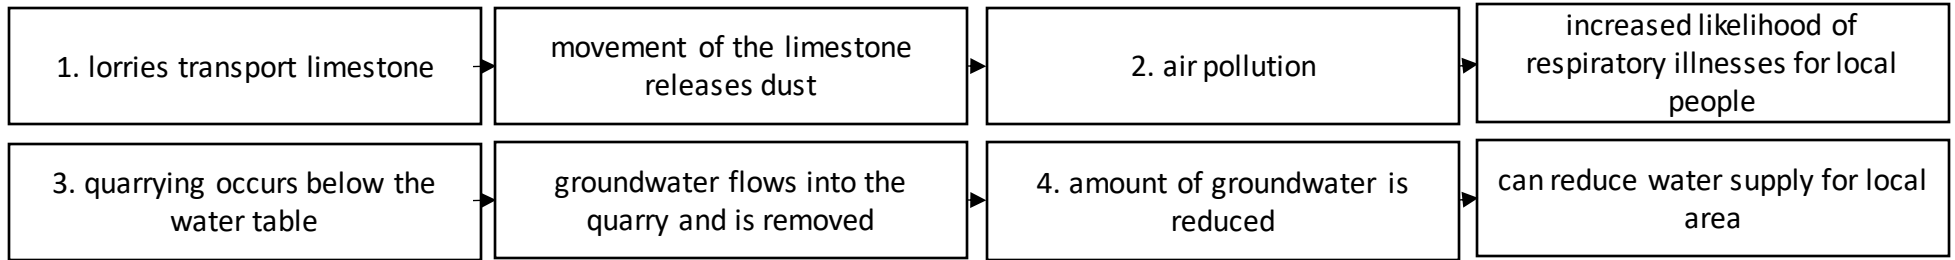 1. lorries transport limestone
movement of the limestone
releases dust
2. air pollution
increased likelihood of
respiratory illnesses for local
people
3. quarrying occurs below the
water table
groundwater flows into the
quarry and is removed
4. amount of groundwater is
reduced
can reduce water supply for local
area